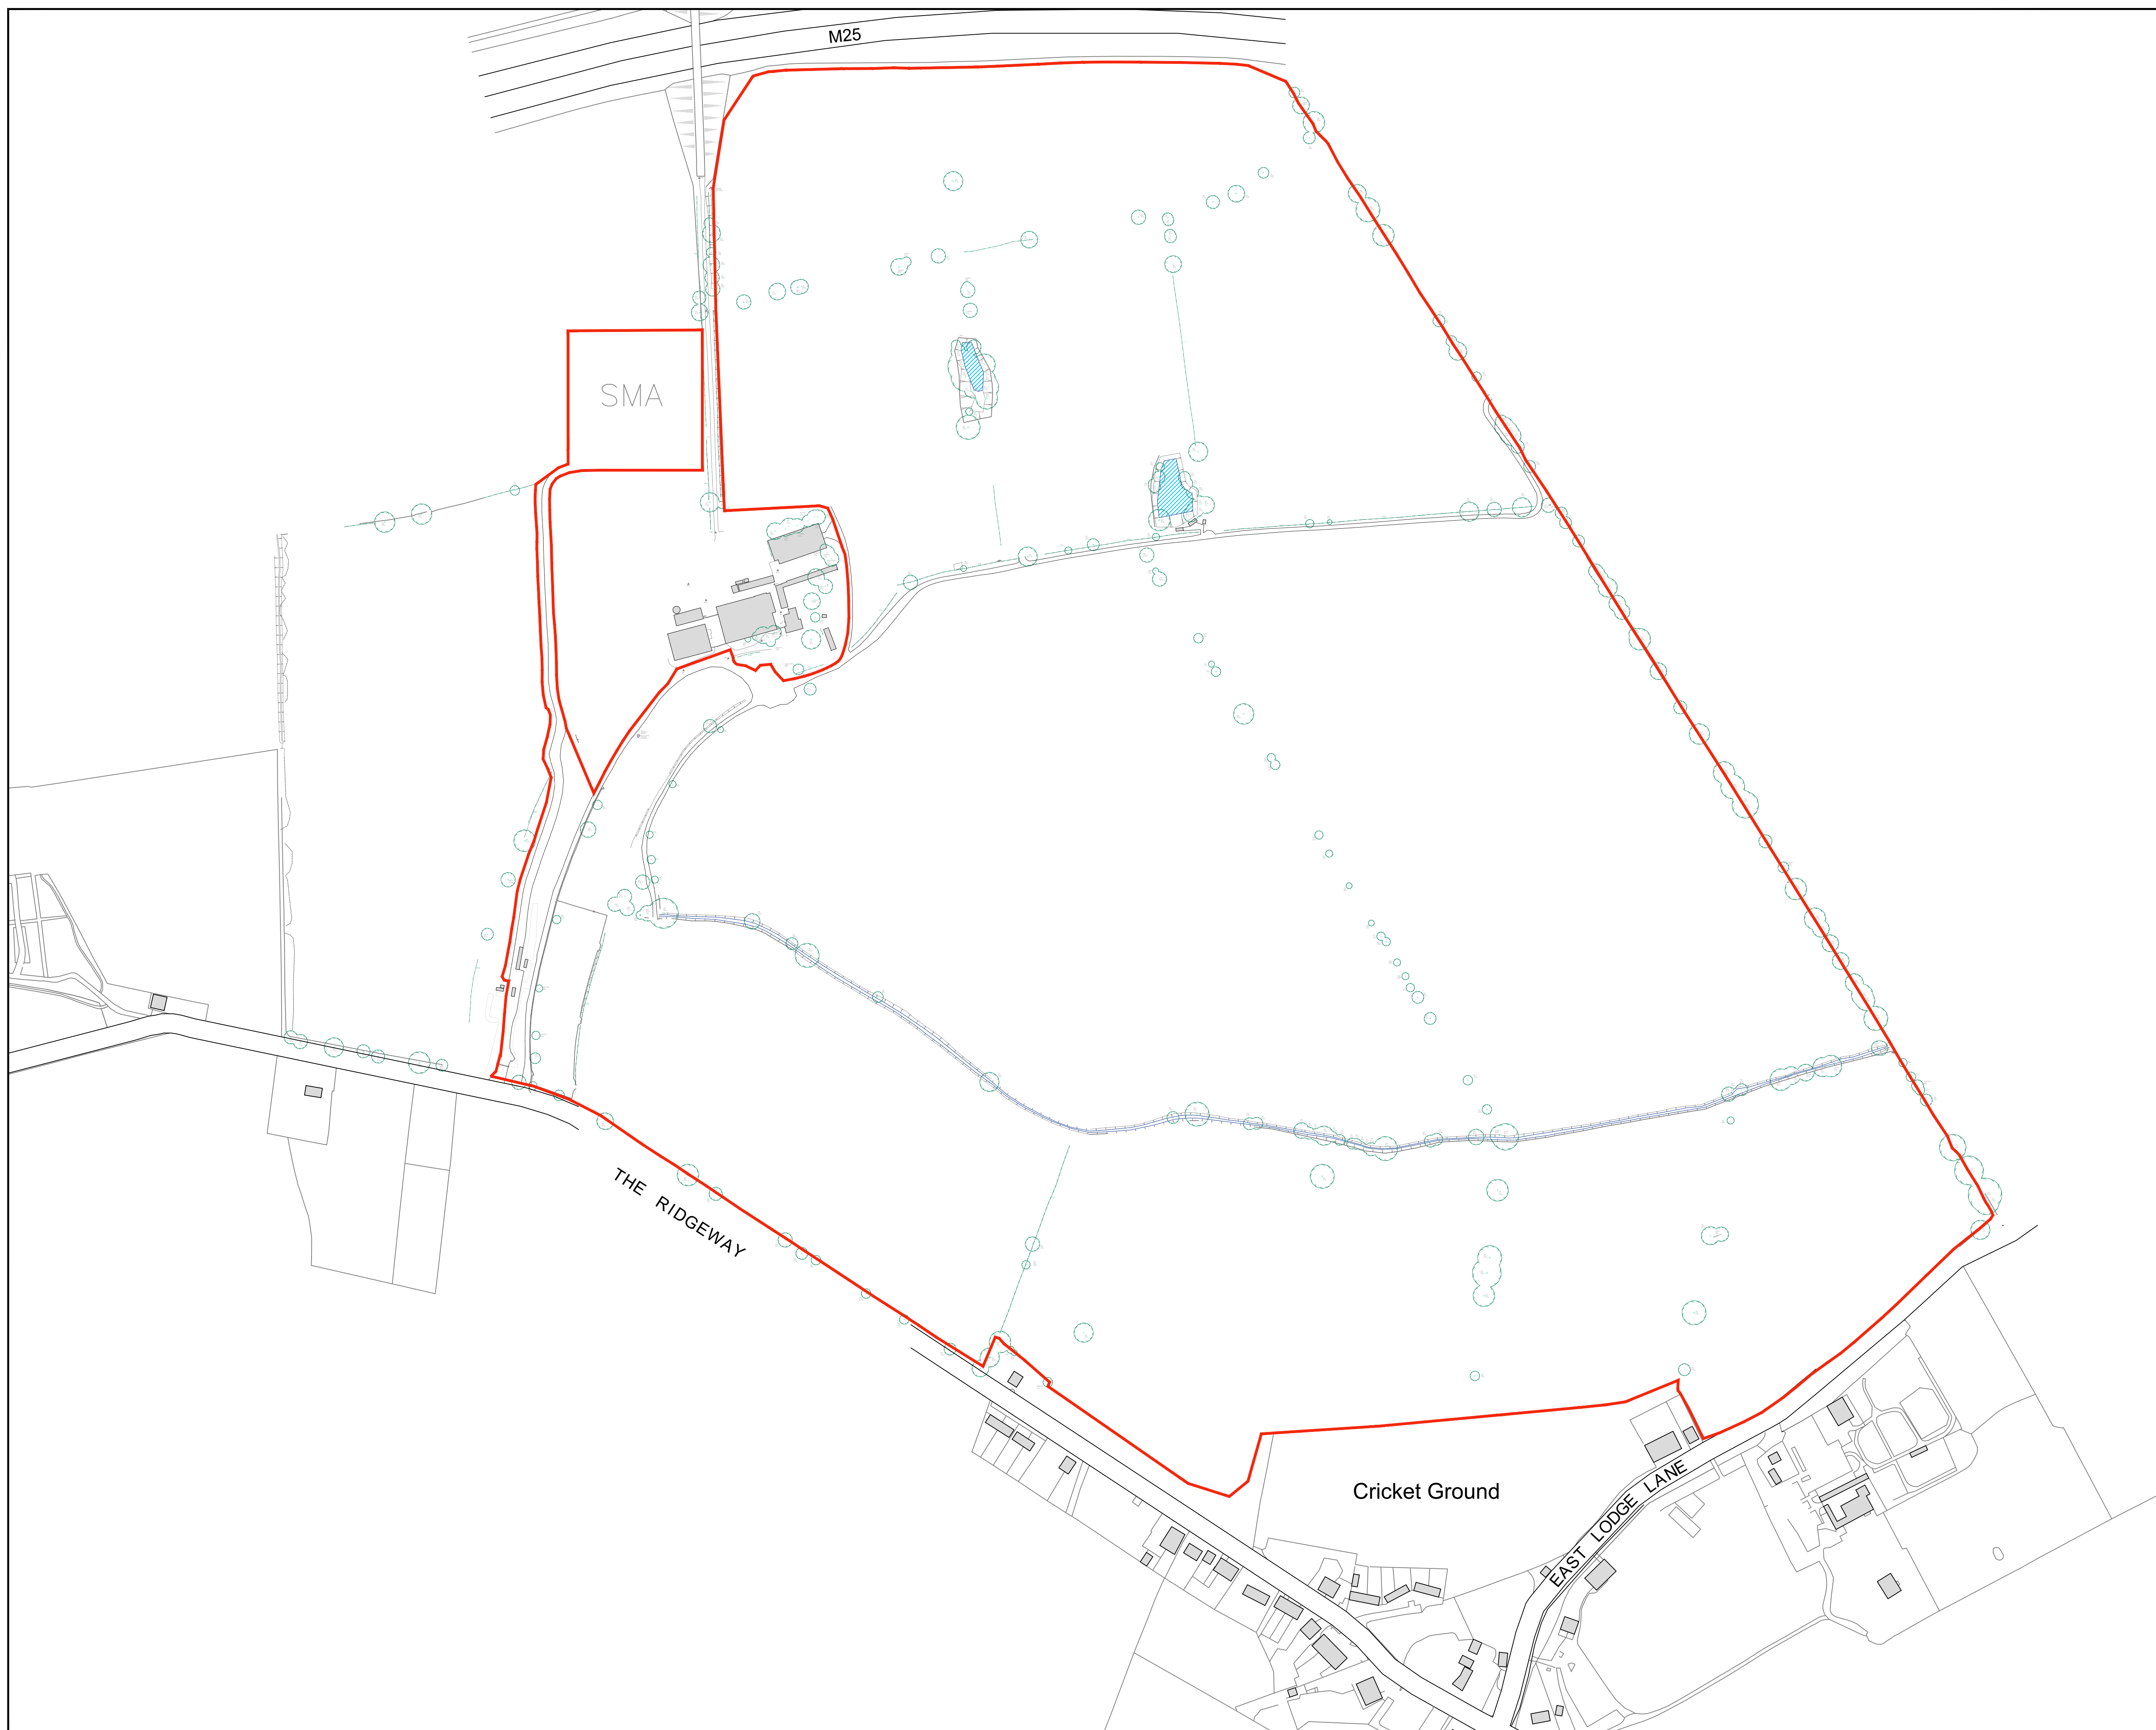 M25
SMA
THE RIDGEWAY
Cricket Ground
EAST LODGE LANE